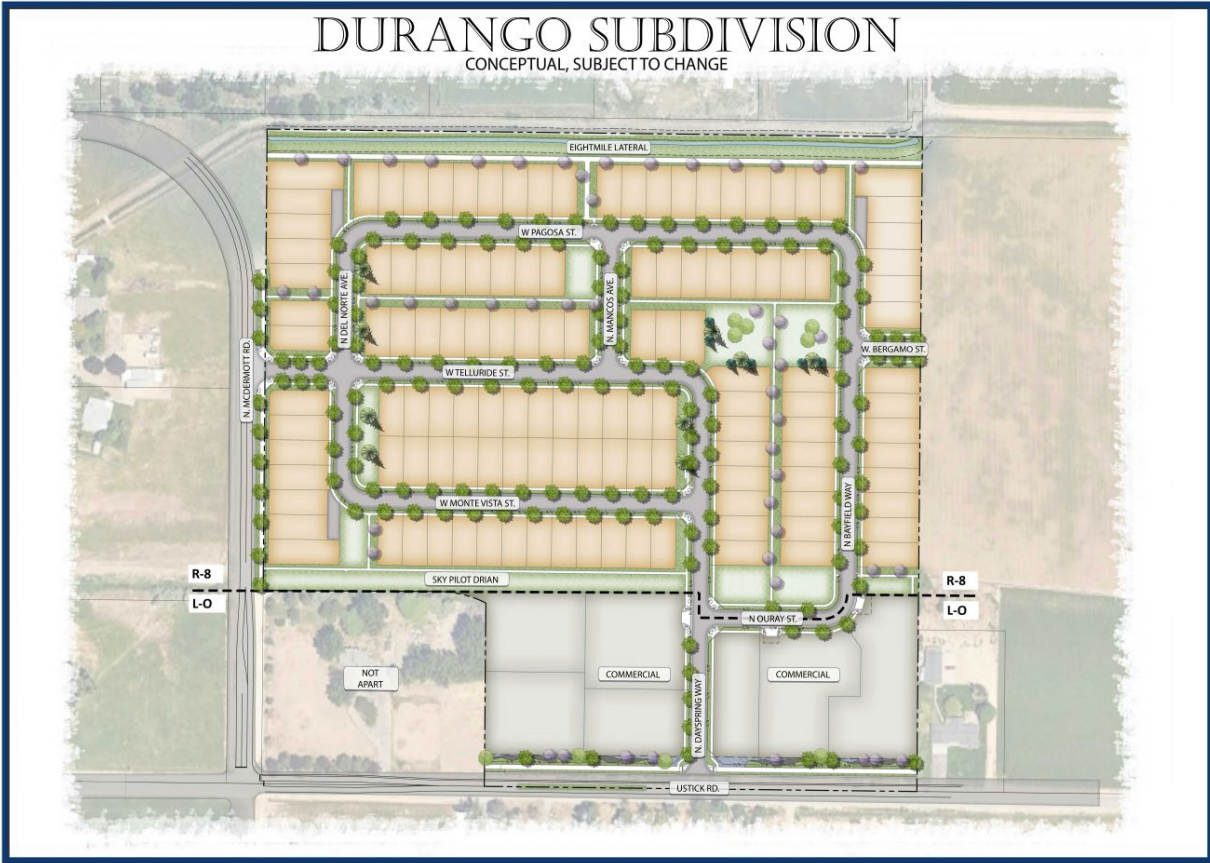 DURANGO SUBDIVISION
CONCEPTUAL, SUBJECT TO CHANGE
EIGHTMILE LATERAL
W PAGOSA ST.
N DEL NORTE AVE.
N. MANCOS AVE.
N. MCDERMOTT RD.
W. BERGAMO ST.
W TELLURIDE ST.
W MONTE VISTA ST.
N BAYFIELD WAY
R-8
L-O
SKY PILOT DRIAN
R-8
L-O
N OURAY ST.
NOT
APART
COMMERCIAL
COMMERCIAL
N. DAYSPRING WAY
USTICK RD.